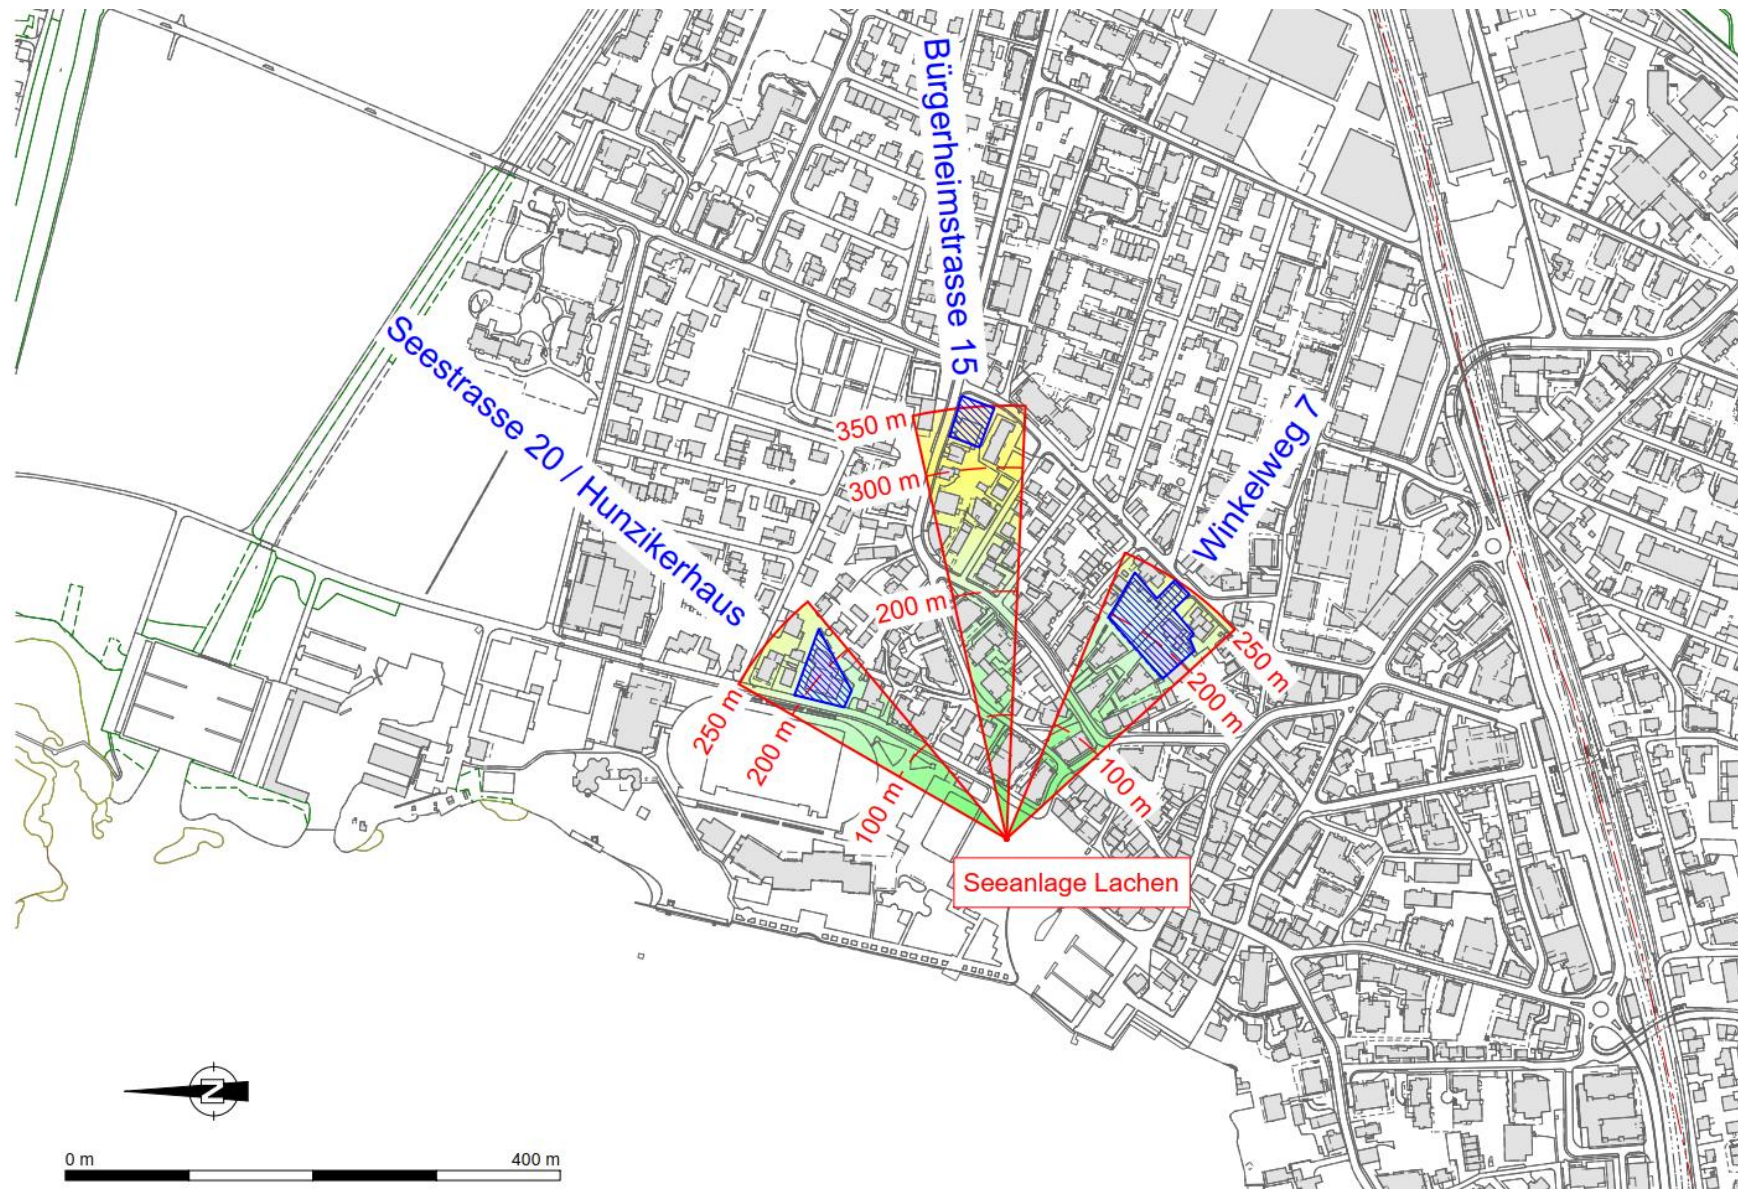 Bürgerheimstrasse 15
Seestrasse 20 / Hunzikerhaus
Winkelweg 7
350 m
300 m
200 m
250 m
200 m
100 m
250 m
200 m
100 m
Seeanlage Lachen
N
0 m
400 m